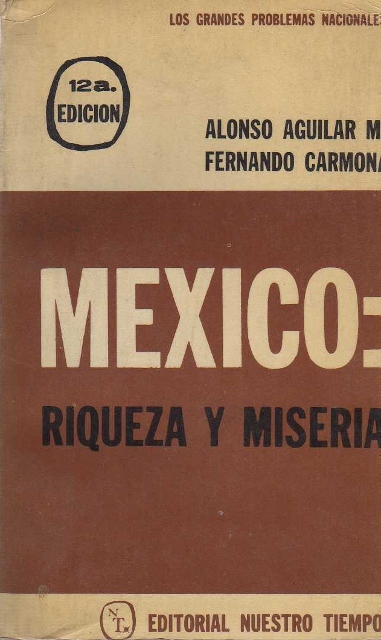 LOS GRANDES PROBLEMAS NACIONALES
12a.
EDICION
ALONSO AGUILAR M
FERNANDO CARMONA
MEXICO:
RIQUEZA Y MISERIA
NT
EDITORIAL NUESTRO TIEMPO